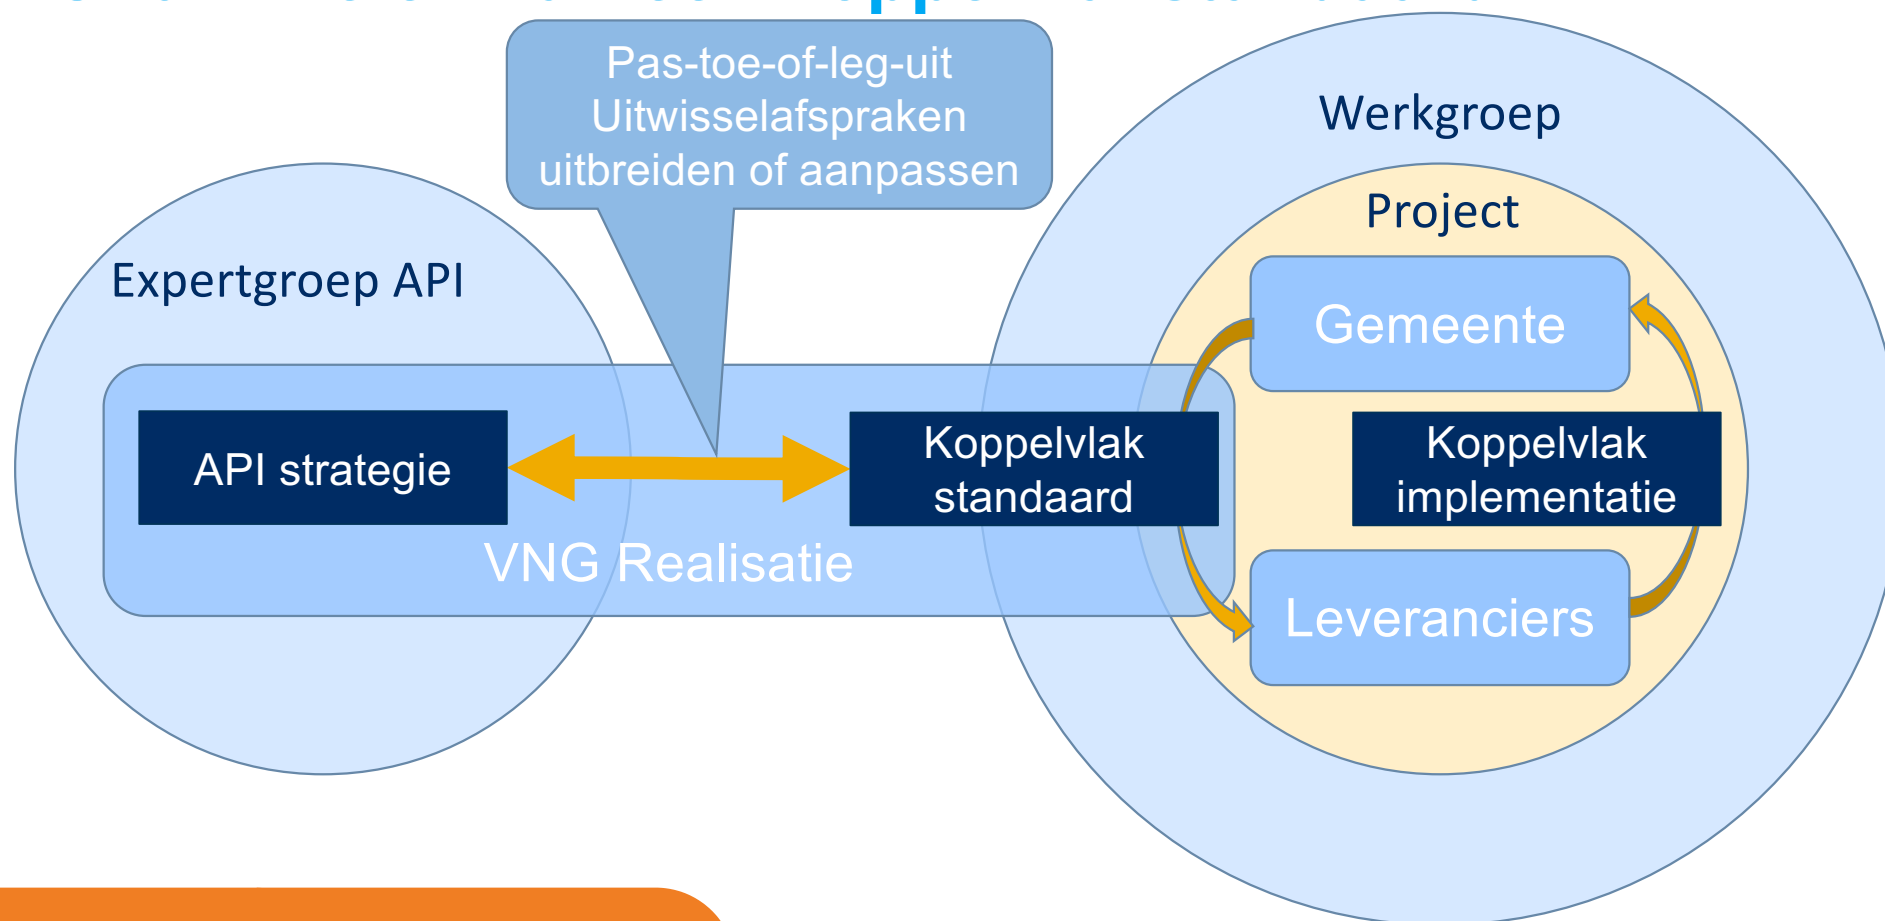 Pas-toe-of-leg-uit
Uitwisselafspraken
uitbreiden of aanpassen
Werkgroep
Project
Expertgroep API
Gemeente
API strategie
Koppelvlak
standaard
Koppelvlak
implementatie
VNG Realisatie
Leveranciers